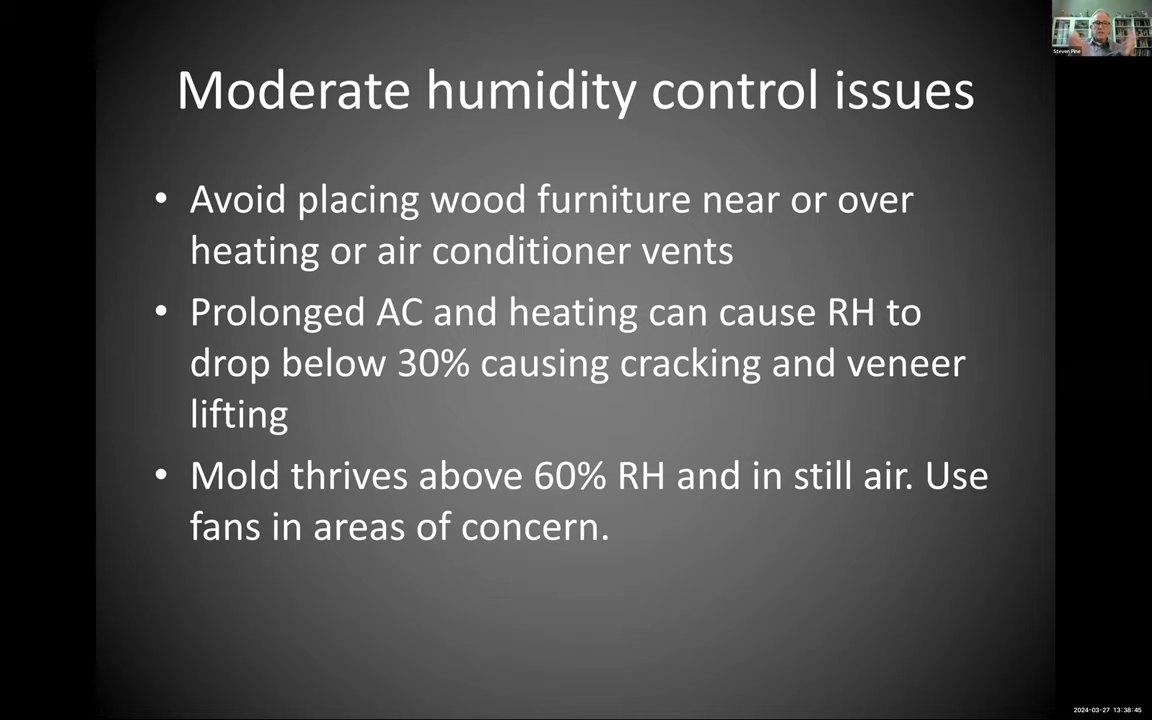 Steven Pine
Moderate humidity control issues
• Avoid placing wood furniture near or over
heating or air conditioner vents
• Prolonged AC and heating can cause RH to
drop below 30% causing cracking and veneer
lifting
• Mold thrives above 60% RH and in still air. Use
fans in areas of concern.
2024-03-27 13:38:45